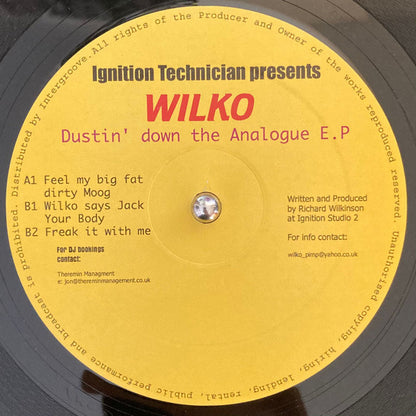 Ignition Technician presents
WILKO
Dustin' down the Analogue E.P
A1 Feel my big fat
dirty Moog
B1 Wilko says Jack
Your Body
B2 Freak it with me
For DJ bookings
contact:
Theremin Managment
e: jon@thereminmanagement.co.uk
Written and Produced
by Richard Wilkinson
at Ignition Studio 2
For info contact:
wilko_pimp@yahoo.co.uk
All rights of the Producer and Owner of the works reproduced reserved. Unauthorised copying, hiring, lending, rental, public performance and broadcast is prohibited. Distributed by Intergroove.